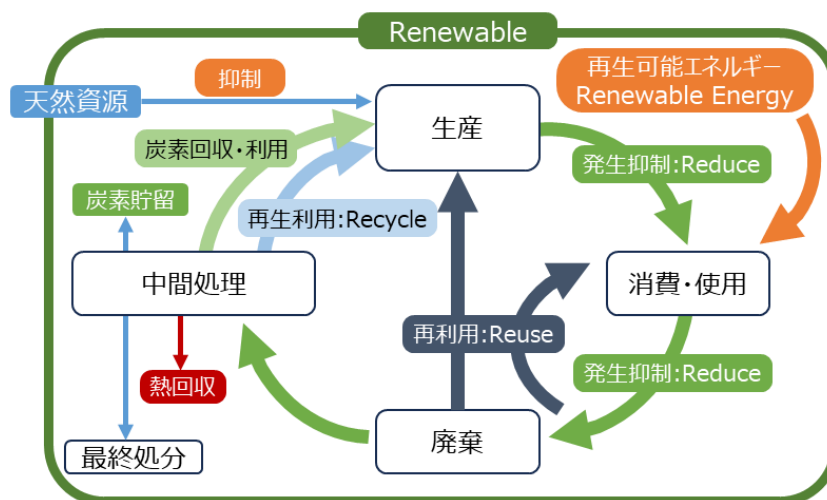 Renewable
再生可能エネルギー
Renewable Energy
抑制
天然資源
生産
炭素回収・利用
発生抑制:Reduce
炭素貯留
再生利用:Recycle
中間処理
消費・使用
再利用:Reuse
熱回収
発生抑制:Reduce
廃棄
最終処分